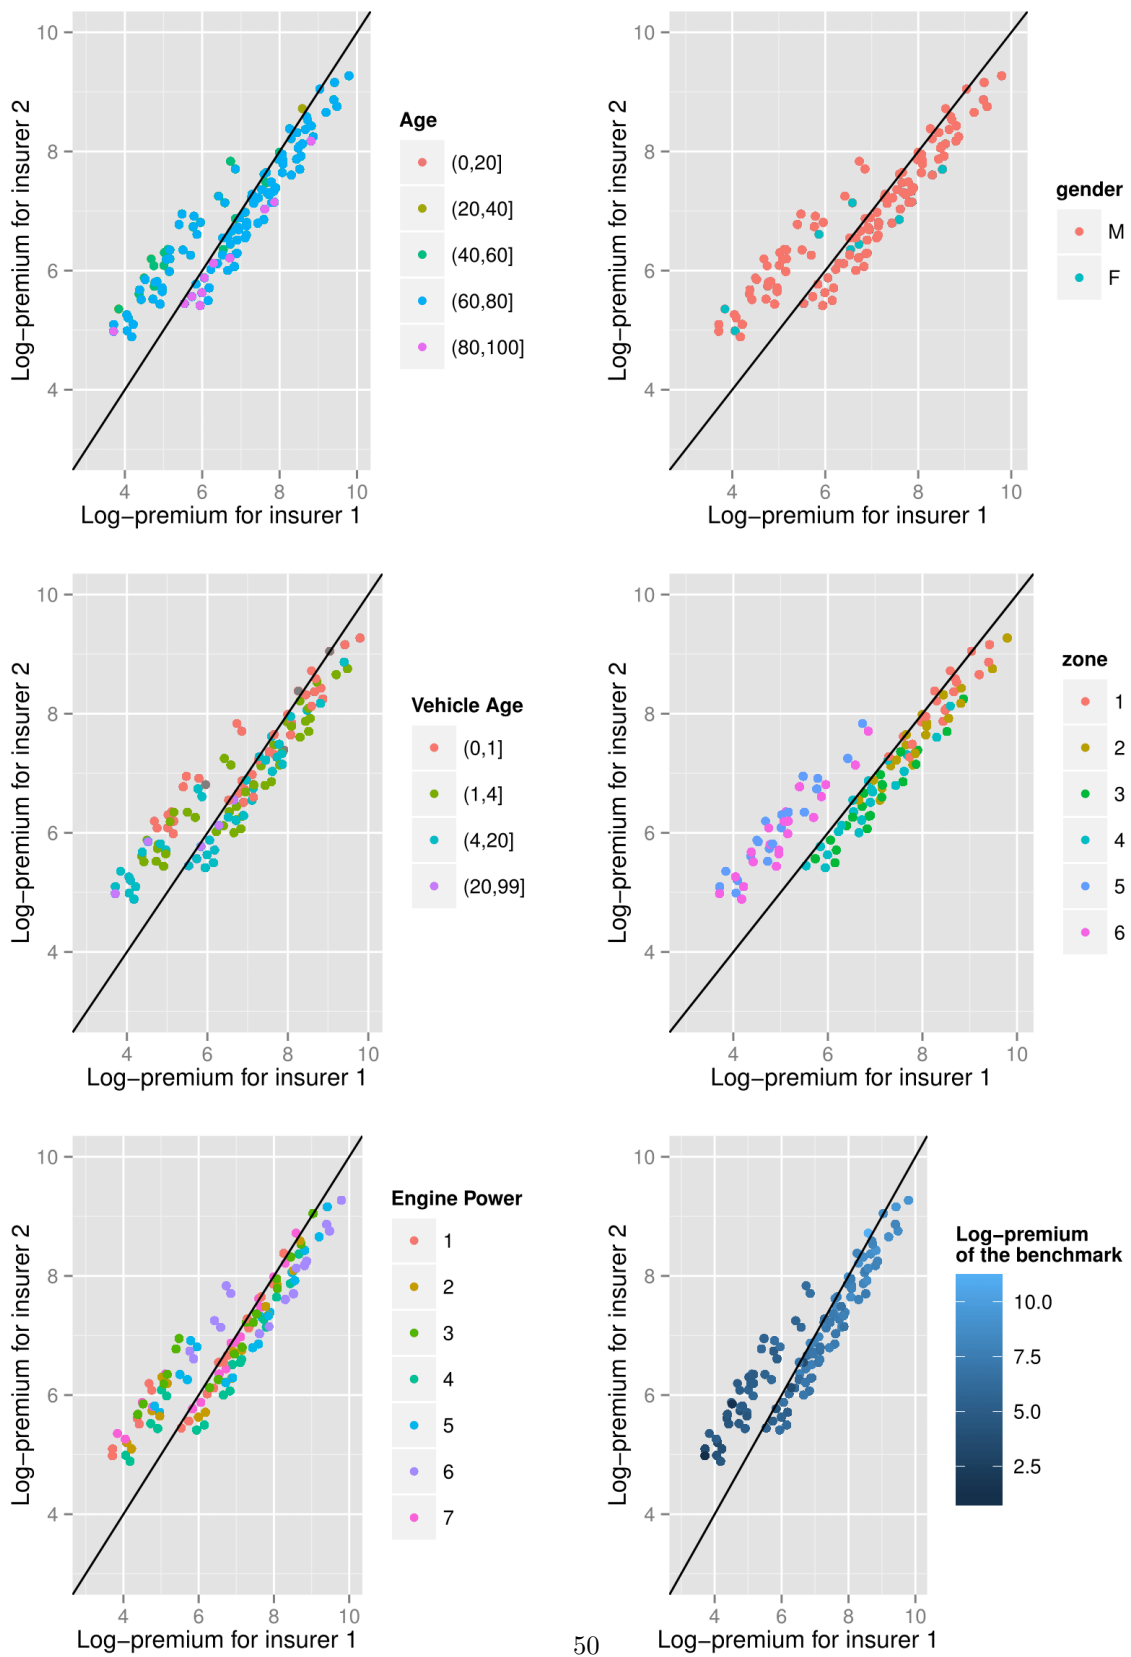 10
8
6
4
Log−premium for insurer 2
4 6 8 10
Log−premium for insurer 1
Age
(0,20]
(20,40]
(40,60]
(60,80]
(80,100]
10
8
6
4
Log−premium for insurer 2
4 6 8 10
Log−premium for insurer 1
gender
M
F
10
8
6
4
Log−premium for insurer 2
4 6 8 10
Log−premium for insurer 1
Vehicle Age
(0,1]
(1,4]
(4,20]
(20,99]
10
8
6
4
Log−premium for insurer 2
4 6 8 10
Log−premium for insurer 1
zone
1
2
3
4
5
6
10
8
6
4
Log−premium for insurer 2
4 6 8 10
Log−premium for insurer 1
Engine Power
1
2
3
4
5
6
7
10
8
6
4
Log−premium for insurer 2
4 6 8 10
Log−premium for insurer 1
Log−premium
of the benchmark
10.0
7.5
5.0
2.5
50